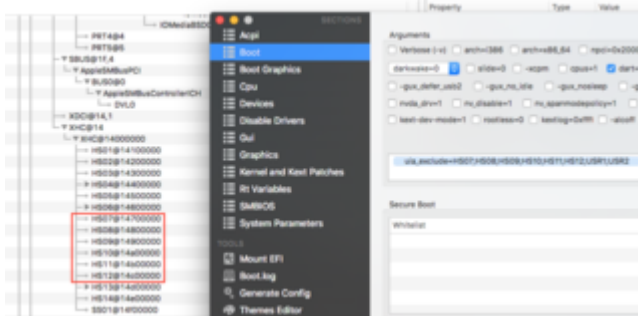 Property Type Value
IOMediaBSDC
PRT4@4
PRT5@5
SBUS@1F,4
AppleSMBusPCI
BUS0@0
AppleSMBusControllerICH
DVL0
XDCI@14,1
XHC@14
XHC@14000000
HS01@14100000
HS02@14200000
HS03@14300000
HS04@14400000
HS05@14500000
HS06@14600000
HS07@14700000
HS08@14800000
HS09@14900000
HS10@14a00000
HS11@14b00000
HS12@14c00000
HS13@14d00000
HS14@14e00000
SS01@14f00000
SECTIONS
Acpi
Boot
Boot Graphics
Cpu
Devices
Disable Drivers
Gui
Graphics
Kernel and Kext Patches
Rt Variables
SMBIOS
System Parameters
TOOLS
Mount EFI
Boot.log
Generate Config
Themes Editor
Arguments
Verbose (-v) arch=i386 arch=x86_64 npci=0x2000
darkwake=0 slide=0 -xcpm cpus=1 dart=
-gux_defer_usb2 -gux_no_idle -gux_nosleep
nvda_drv=1 nv_disable=1 nv_spanmodepolicy=1
kext-dev-mode=1 rootless=0 kextlog=0xffff -alcoff
uia_exclude=HS07;HS08;HS09;HS10;HS11;HS12;USR1;USR2
Secure Boot
Whitelist